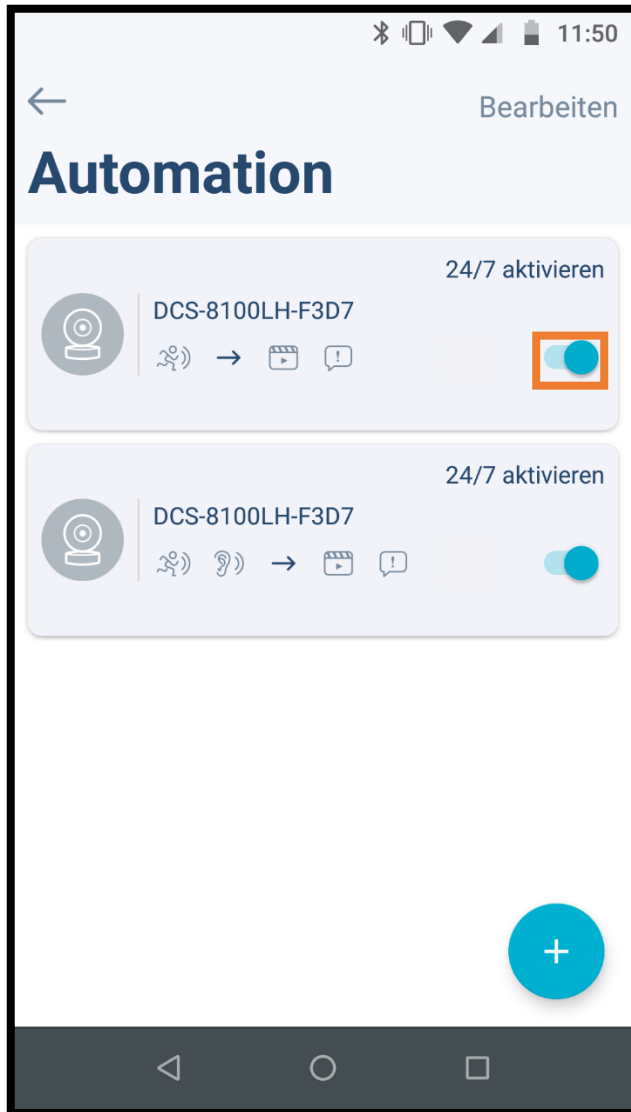 11:50
Bearbeiten
Automation
24/7 aktivieren
DCS-8100LH-F3D7
24/7 aktivieren
DCS-8100LH-F3D7